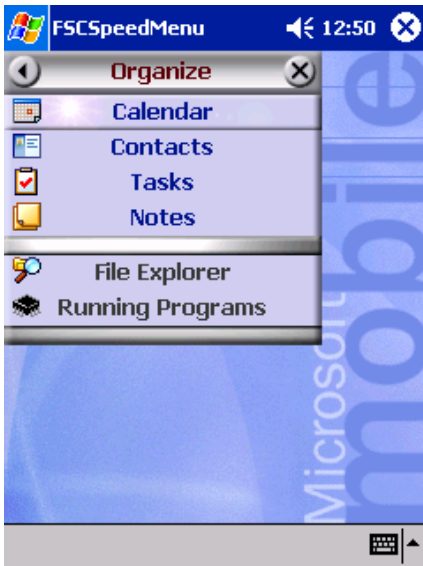 FSCSpeedMenu 12:50
Organize
Calendar
Contacts
Tasks
Notes
File Explorer
Running Programs
Microsoft
mobile